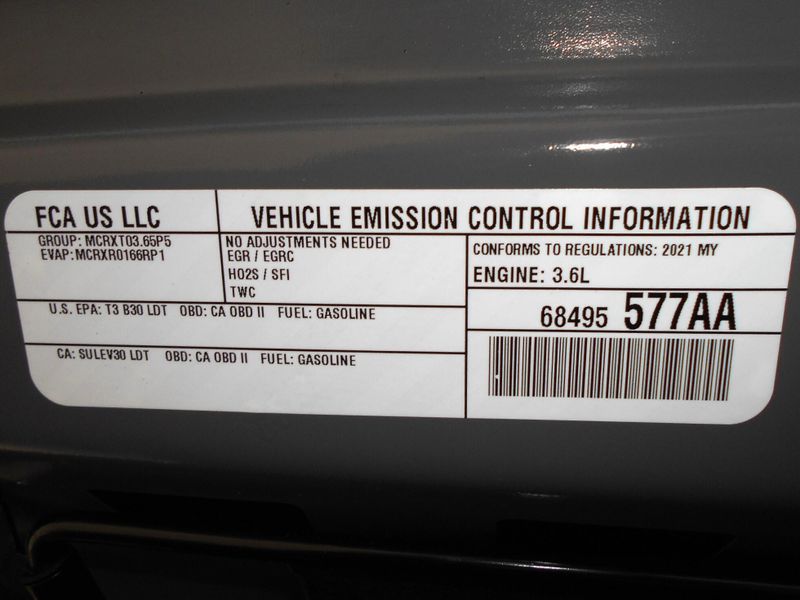 FCA US LLC
VEHICLE EMISSION CONTROL INFORMATION
GROUP: MCRXT03.65P5
EVAP: MCRXR0166RP1
NO ADJUSTMENTS NEEDED
EGR / EGRC
HO2S / SFI
TWC
CONFORMS TO REGULATIONS: 2021 MY
ENGINE: 3.6L
U.S. EPA: T3 B30 LDT OBD: CA OBD II FUEL: GASOLINE
68495 577AA
CA: SULEV30 LDT OBD: CA OBD II FUEL: GASOLINE